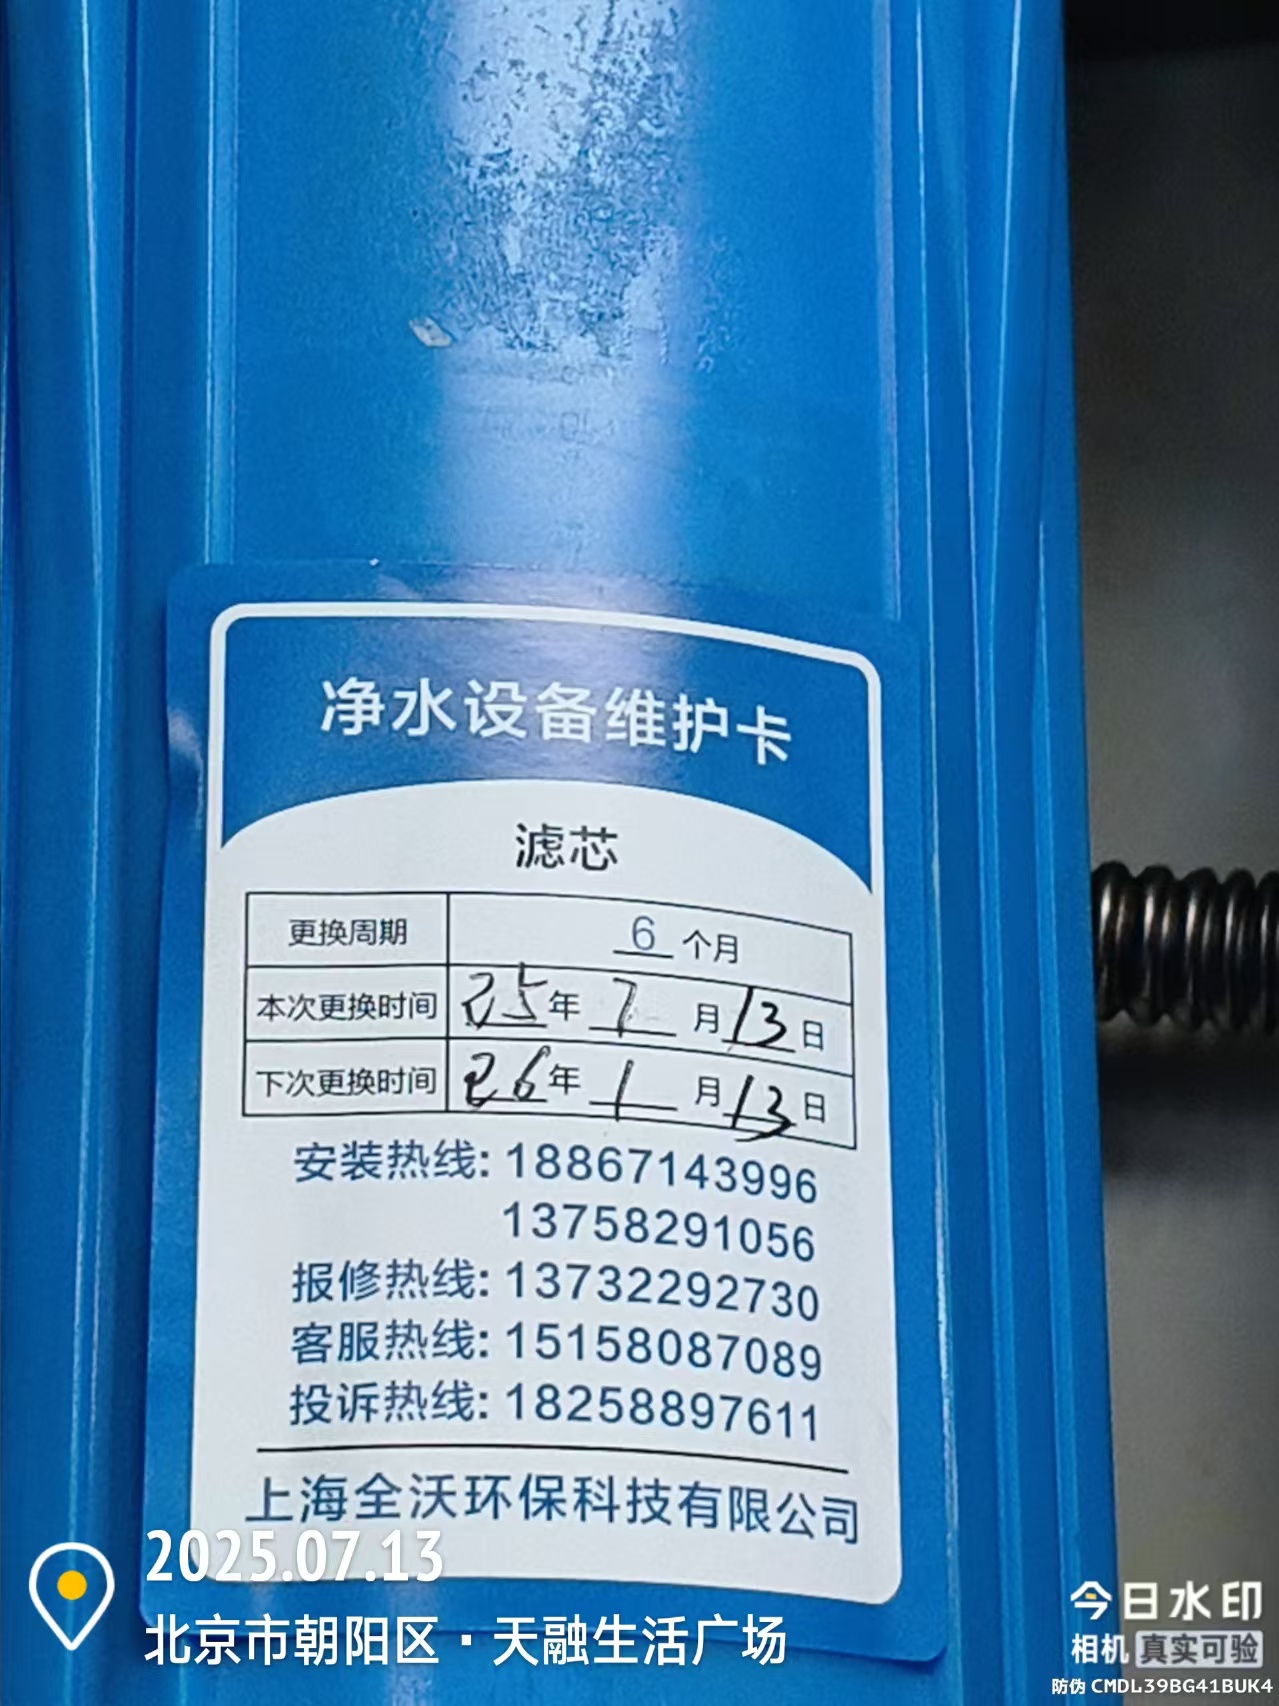 净水设备维护卡
滤芯
更换周期 6 个月
本次更换时间 25年 7 月 13 日
下次更换时间 26年 1 月 13 日
安装热线: 18867143996
13758291056
报修热线: 13732292730
客服热线: 15158087089
投诉热线: 18258897611
上海全沃环保科技有限公司
2025.07.13
北京市朝阳区·天融生活广场
今日水印
相机 真实可验
防伪 CMDL39BG41BUK4